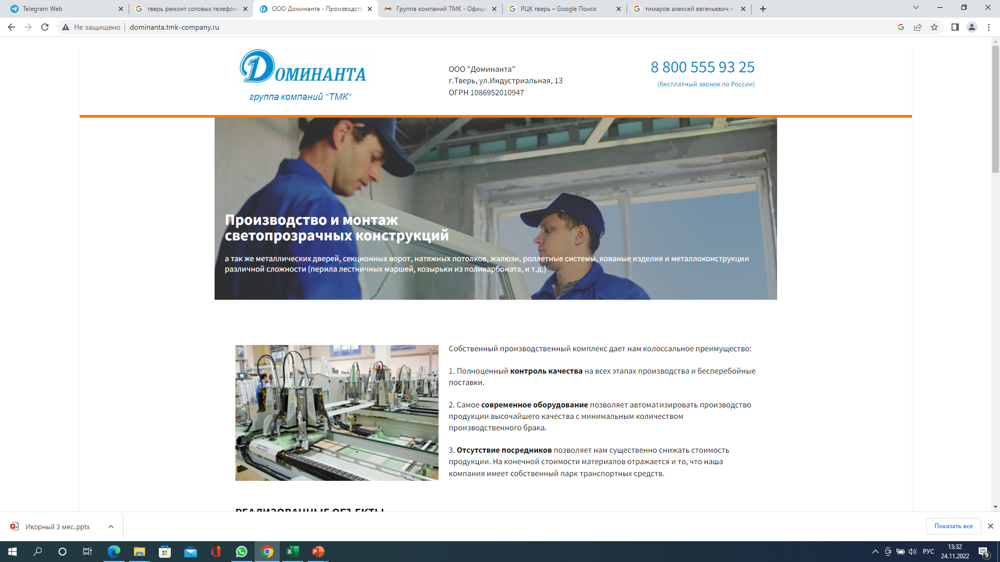 Telegram Web
тверь ремонт сотовых телефон
ООО Доминанта - Производств
Группа компаний ТМК - Офици
РЦК тверь – Google Поиск
тимаров алексей евгеньевич –
Не защищено
dominanta.tmk-company.ru
Доминанта
группа компаний "ТМК"
ООО "Доминанта"
г.Тверь, ул.Индустриальная, 13
ОГРН 1086952010947
8 800 555 93 25
(бесплатный звонок по России)
Производство и монтаж
светопрозрачных конструкций
а так же металлических дверей, секционных ворот, натяжных потолков, жалюзи, роллетные системы, кованые изделия и металлоконструкции
различной сложности (перила лестничных маршей, козырьки из поликарбоната, и т.д.)
Собственный производственный комплекс дает нам колоссальное преимущество:
1. Полноценный контроль качества на всех этапах производства и бесперебойные
поставки.
2. Самое современное оборудование позволяет автоматизировать производство
продукции высочайшего качества с минимальным количеством
производственного брака.
3. Отсутствие посредников позволяет нам существенно снижать стоимость
продукции. На конечной стоимости материалов отражается и то, что наша
компания имеет собственный парк транспортных средств.
РЕАЛИЗОВАННЫЕ ОБЪЕКТЫ
Икорный 3 мес..pptx
Показать все
РУС
13:32
24.11.2022
9